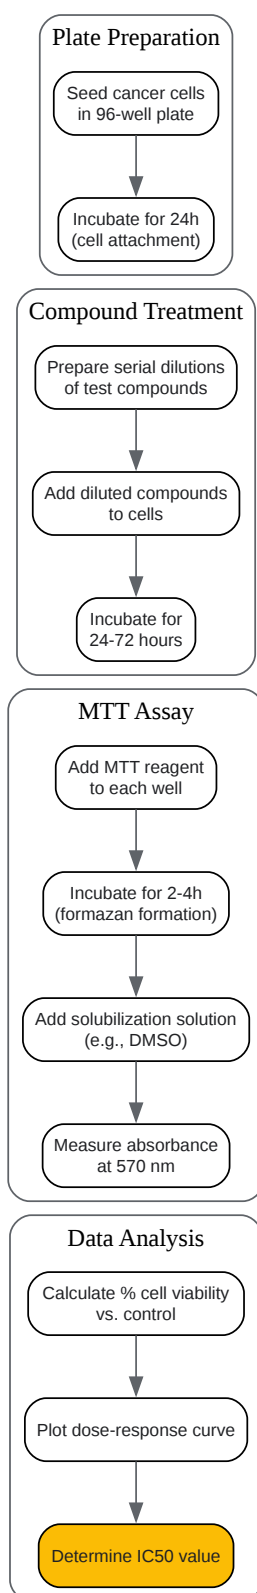 Plate Preparation
Seed cancer cells
in 96-well plate
Incubate for 24h
(cell attachment)
Compound Treatment
Prepare serial dilutions
of test compounds
Add diluted compounds
to cells
Incubate for
24-72 hours
MTT Assay
Add MTT reagent
to each well
Incubate for 2-4h
(formazan formation)
Add solubilization solution
(e.g., DMSO)
Measure absorbance
at 570 nm
Data Analysis
Calculate % cell viability
vs. control
Plot dose-response curve
Determine IC50 value